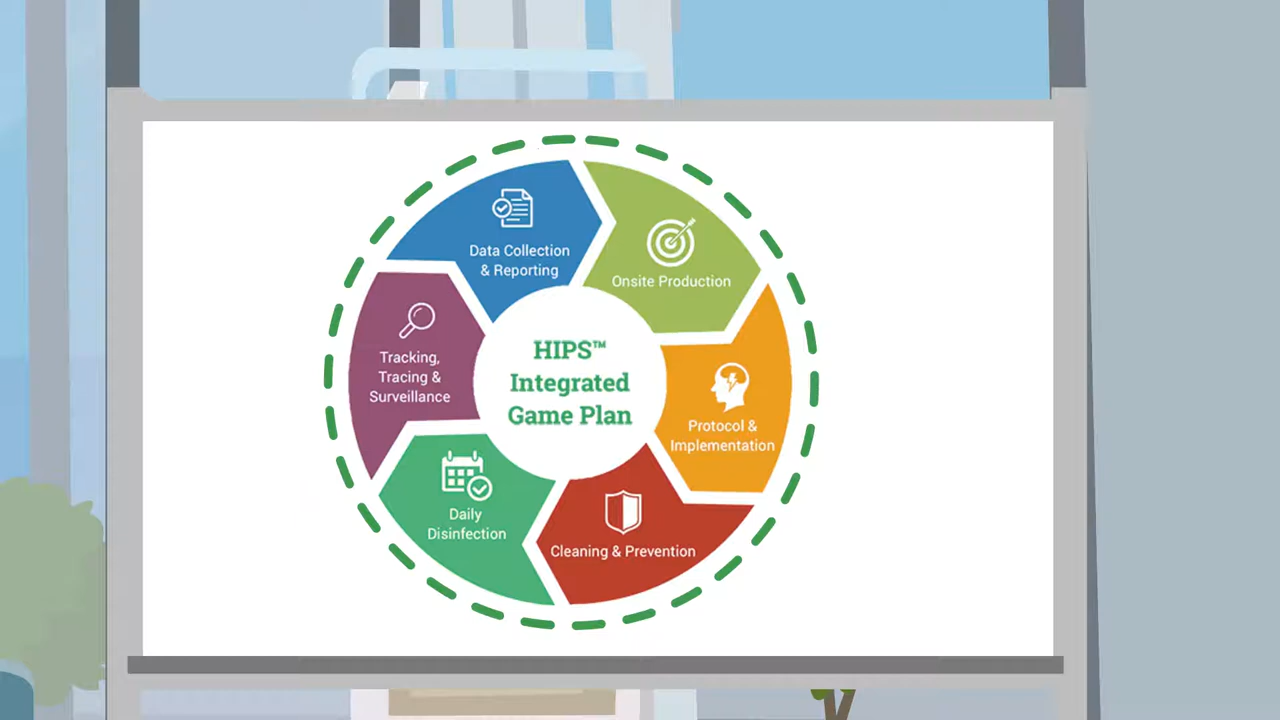 Data Collection
& Reporting
Onsite Production
Tracking,
Tracing &
Surveillance
HIPS™
Integrated
Game Plan
Protocol &
Implementation
Daily
Disinfection
Cleaning & Prevention